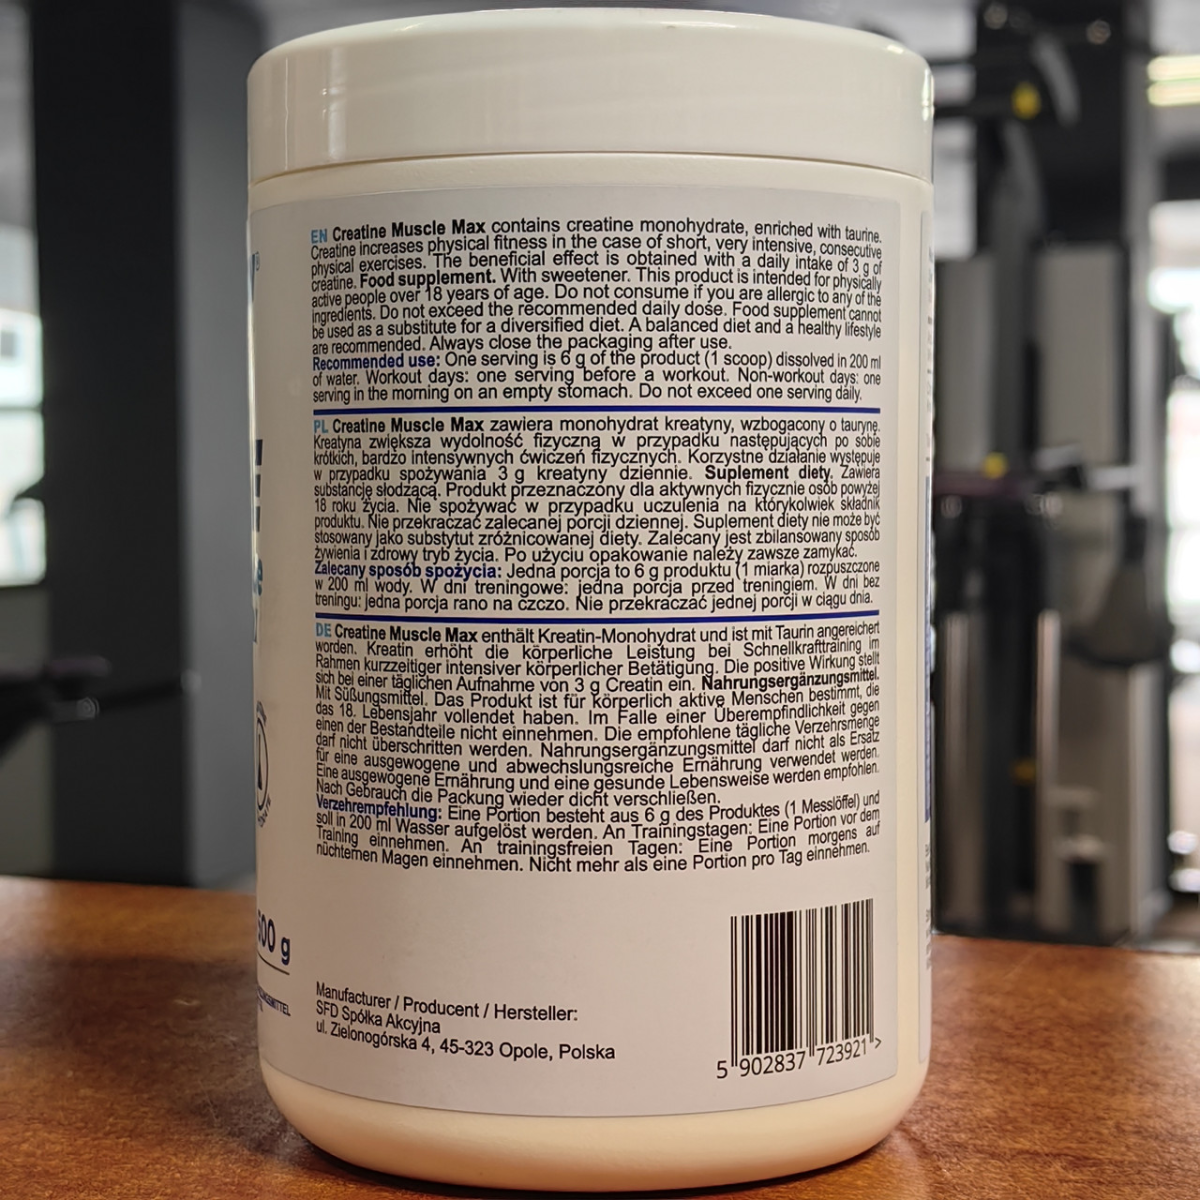 EN Creatine Muscle Max contains creatine monohydrate, enriched with taurine.
Creatine increases physical fitness in the case of short, very intensive, consecutive
physical exercises. The beneficial effect is obtained with a daily intake of 3 g of
creatine. Food supplement. With sweetener. This product is intended for physically
active people over 18 years of age. Do not consume if you are allergic to any of the
ingredients. Do not exceed the recommended daily dose. Food supplement cannot
be used as a substitute for a diversified diet. A balanced diet and a healthy lifestyle
are recommended. Always close the packaging after use.
Recommended use: One serving is 6 g of the product (1 scoop) dissolved in 200 ml
of water. Workout days: one serving before a workout. Non-workout days: one
serving in the morning on an empty stomach. Do not exceed one serving daily.
PL Creatine Muscle Max zawiera monohydrat kreatyny, wzbogacony o taurynę.
Kreatyna zwiększa wydolność fizyczną w przypadku następujących po sobie
krótkich, bardzo intensywnych ćwiczeń fizycznych. Korzystne działanie występuje
w przypadku spożywania 3 g kreatyny dziennie. Suplement diety. Zawiera
substancję słodzącą. Produkt przeznaczony dla aktywnych fizycznie osób powyżej
18 roku życia. Nie spożywać w przypadku uczulenia na którykolwiek składnik
produktu. Nie przekraczać zalecanej porcji dziennej. Suplement diety nie może być
stosowany jako substytut zróżnicowanej diety. Zalecany jest zbilansowany sposób
żywienia i zdrowy tryb życia. Po użyciu opakowanie należy zawsze zamykać.
Zalecany sposób spożycia: Jedna porcja to 6 g produktu (1 miarka) rozpuszczone
w 200 ml wody. W dni treningowe: jedna porcja przed treningiem. W dni bez
treningu: jedna porcja rano na czczo. Nie przekraczać jednej porcji w ciągu dnia.
DE Creatine Muscle Max enthält Kreatin-Monohydrat und ist mit Taurin angereichert
worden. Kreatin erhöht die körperliche Leistung bei Schnellkrafttraining im
Rahmen kurzzeitiger intensiver körperlicher Betätigung. Die positive Wirkung stellt
sich bei einer täglichen Aufnahme von 3 g Creatin ein. Nahrungsergänzungsmittel.
Mit Süßungsmittel. Das Produkt ist für körperlich aktive Menschen bestimmt, die
das 18. Lebensjahr vollendet haben. Im Falle einer Überempfindlichkeit gegen
einen der Bestandteile nicht einnehmen. Die empfohlene tägliche Verzehrsmenge
darf nicht überschritten werden. Nahrungsergänzungsmittel darf nicht als Ersatz
für eine ausgewogene und abwechslungsreiche Ernährung verwendet werden.
Eine ausgewogene Ernährung und eine gesunde Lebensweise werden empfohlen.
Nach Gebrauch die Packung wieder dicht verschließen.
Verzehrempfehlung: Eine Portion besteht aus 6 g des Produktes (1 Messlöffel) und
soll in 200 ml Wasser aufgelöst werden. An Trainingstagen: Eine Portion vor dem
Training einnehmen. An trainingsfreien Tagen: Eine Portion morgens auf
nüchternen Magen einnehmen. Nicht mehr als eine Portion pro Tag einnehmen.
Manufacturer / Producent / Hersteller:
SFD Spółka Akcyjna
ul. Zielonogórska 4, 45-323 Opole, Polska
5 902837 723921 >